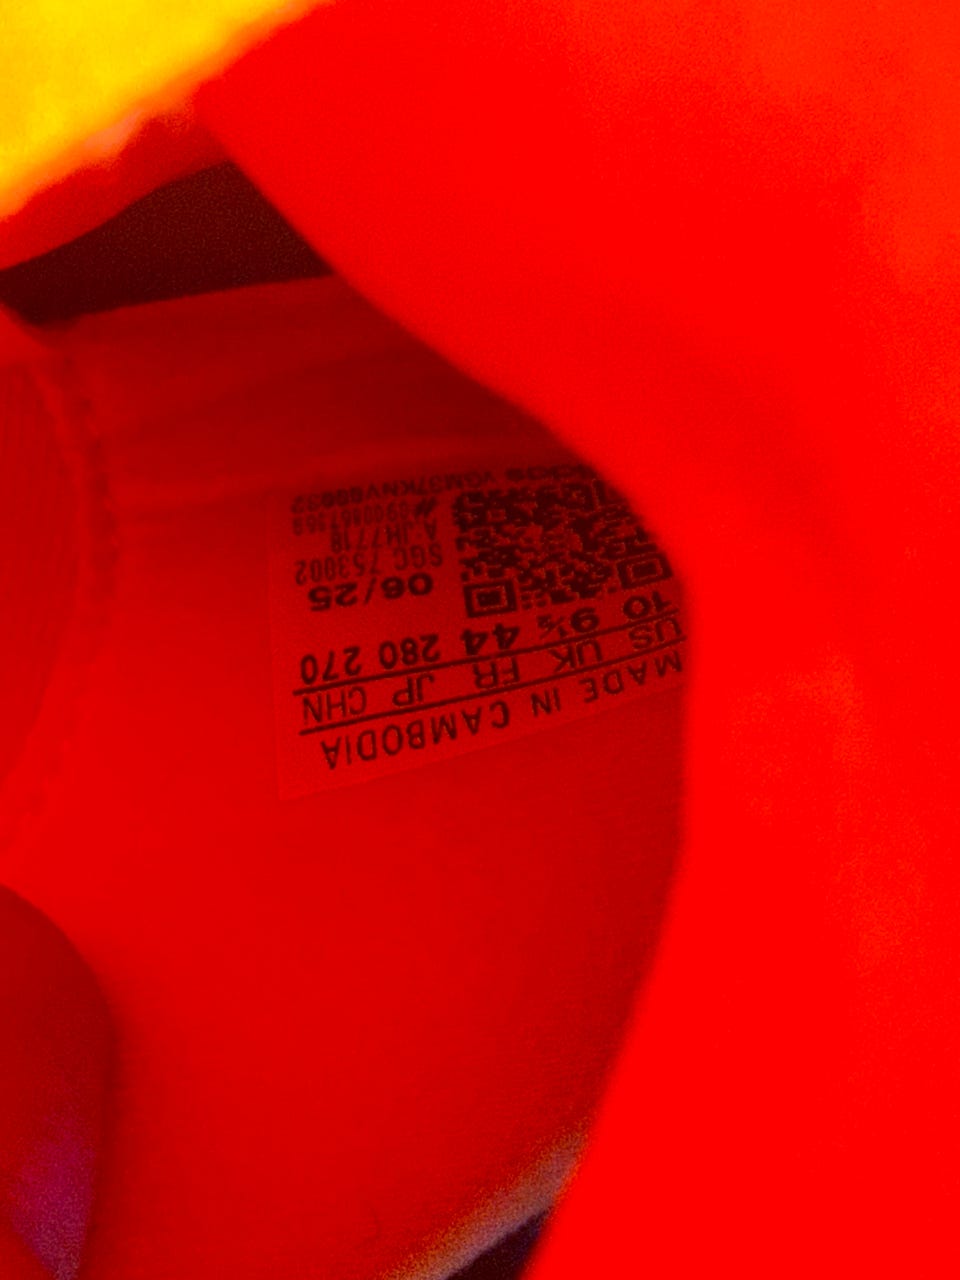 MADE IN CAMBODIA
US UK FR JP CHN
10 9½ 44 280 270
06/25
SGC 753002